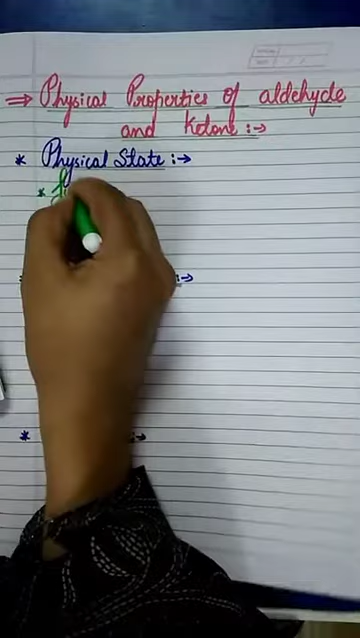 ⇒ Physical Properties of aldehyde
and Ketone :→
* Physical State :→
*
:→
* :→